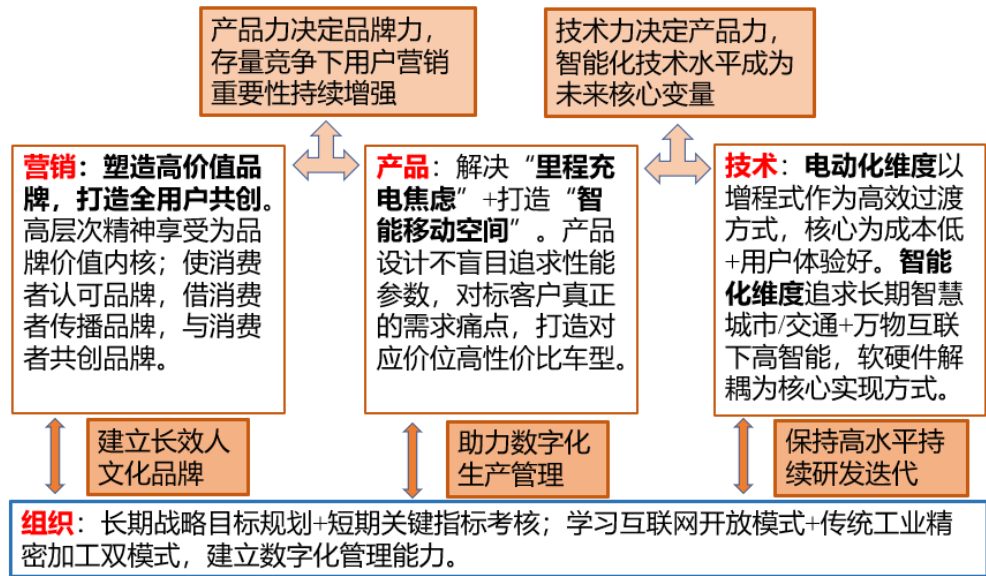 产品力决定品牌力，
存量竞争下用户营销
重要性持续增强
技术力决定产品力，
智能化技术水平成为
未来核心变量
营销：塑造高价值品
牌，打造全用户共创。
高层次精神享受为品
牌价值内核；使消费
者认可品牌，借消费
者传播品牌，与消费
者共创品牌。
产品：解决“里程充
电焦虑”+打造“智
能移动空间”。产品
设计不盲目追求性能
参数，对标客户真正
的需求痛点，打造对
应价位高性价比车型。
技术：电动化维度以
增程式作为高效过渡
方式，核心为成本低
+用户体验好。智能
化维度追求长期智慧
城市/交通+万物互联
下高智能，软硬件解
耦为核心实现方式。
建立长效人
文化品牌
助力数字化
生产管理
保持高水平持
续研发迭代
组织：长期战略目标规划+短期关键指标考核；学习互联网开放模式+传统工业精
密加工双模式，建立数字化管理能力。